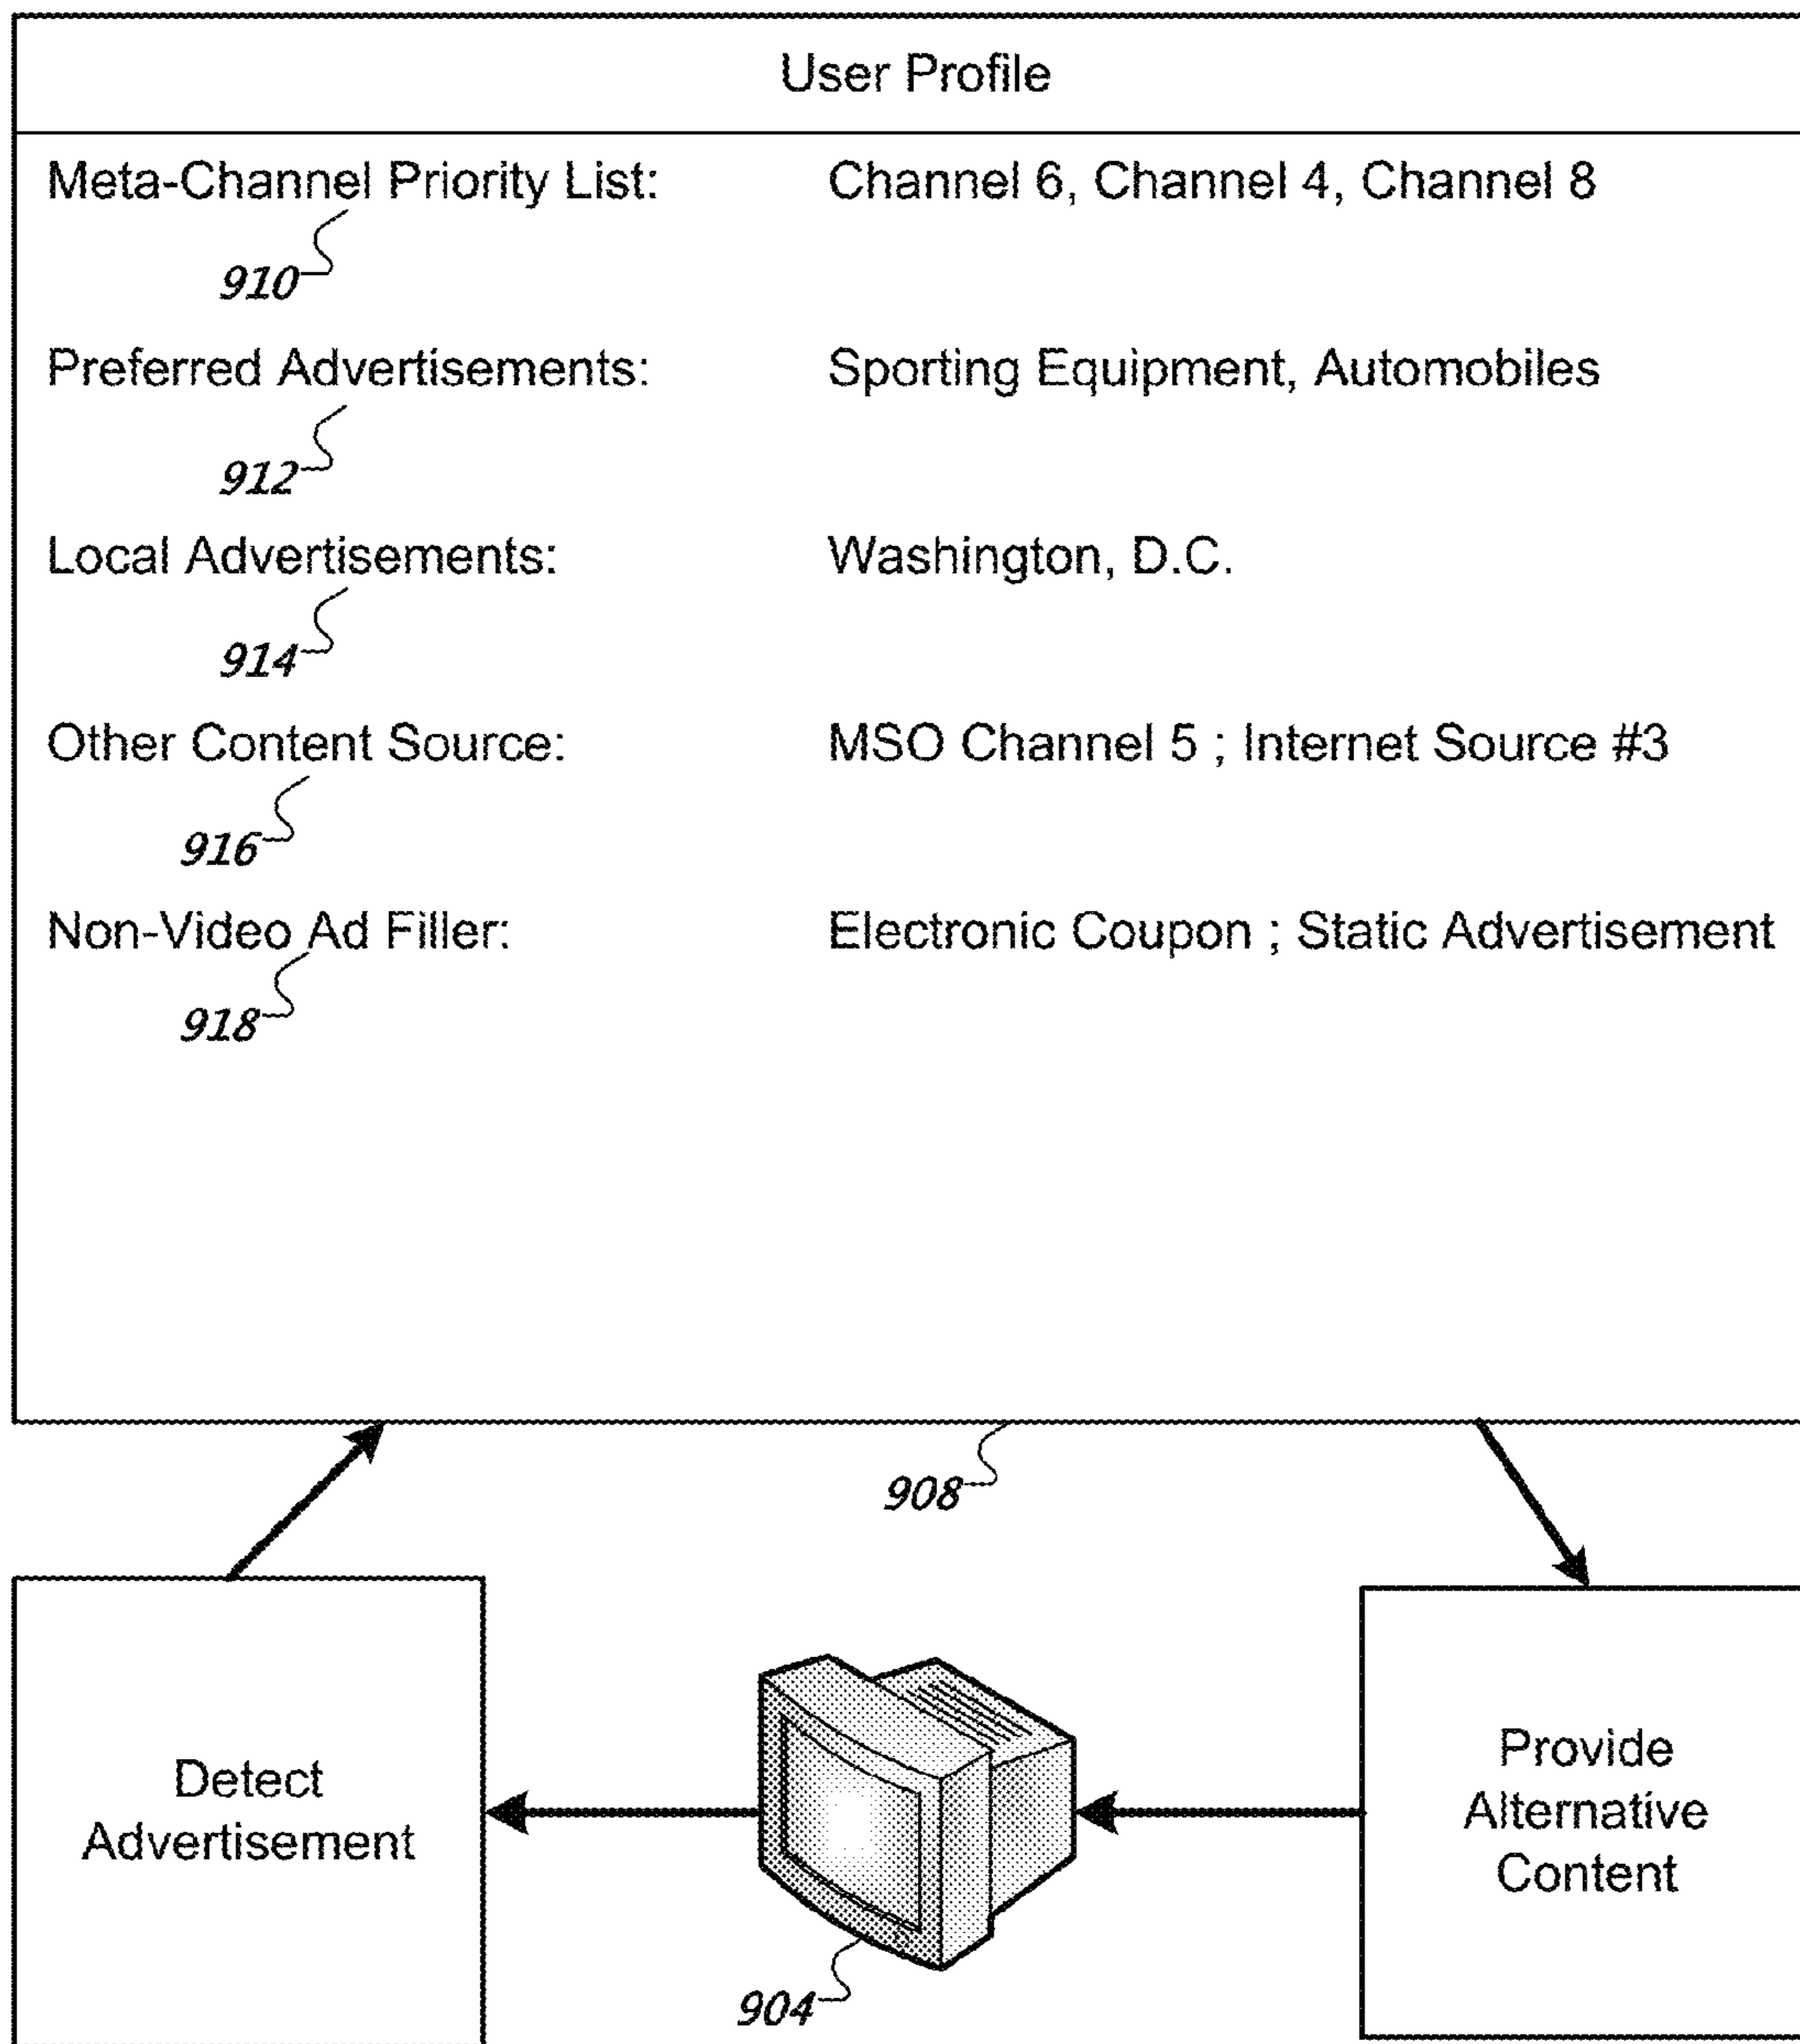 User Profile
Meta-Channel Priority List: Channel 6, Channel 4, Channel 8
910
Preferred Advertisements: Sporting Equipment, Automobiles
912
Local Advertisements: Washington, D.C.
914
Other Content Source: MSO Channel 5 ; Internet Source #3
916
Non-Video Ad Filler: Electronic Coupon ; Static Advertisement
918
908
Detect
Advertisement
904
Provide
Alternative
Content